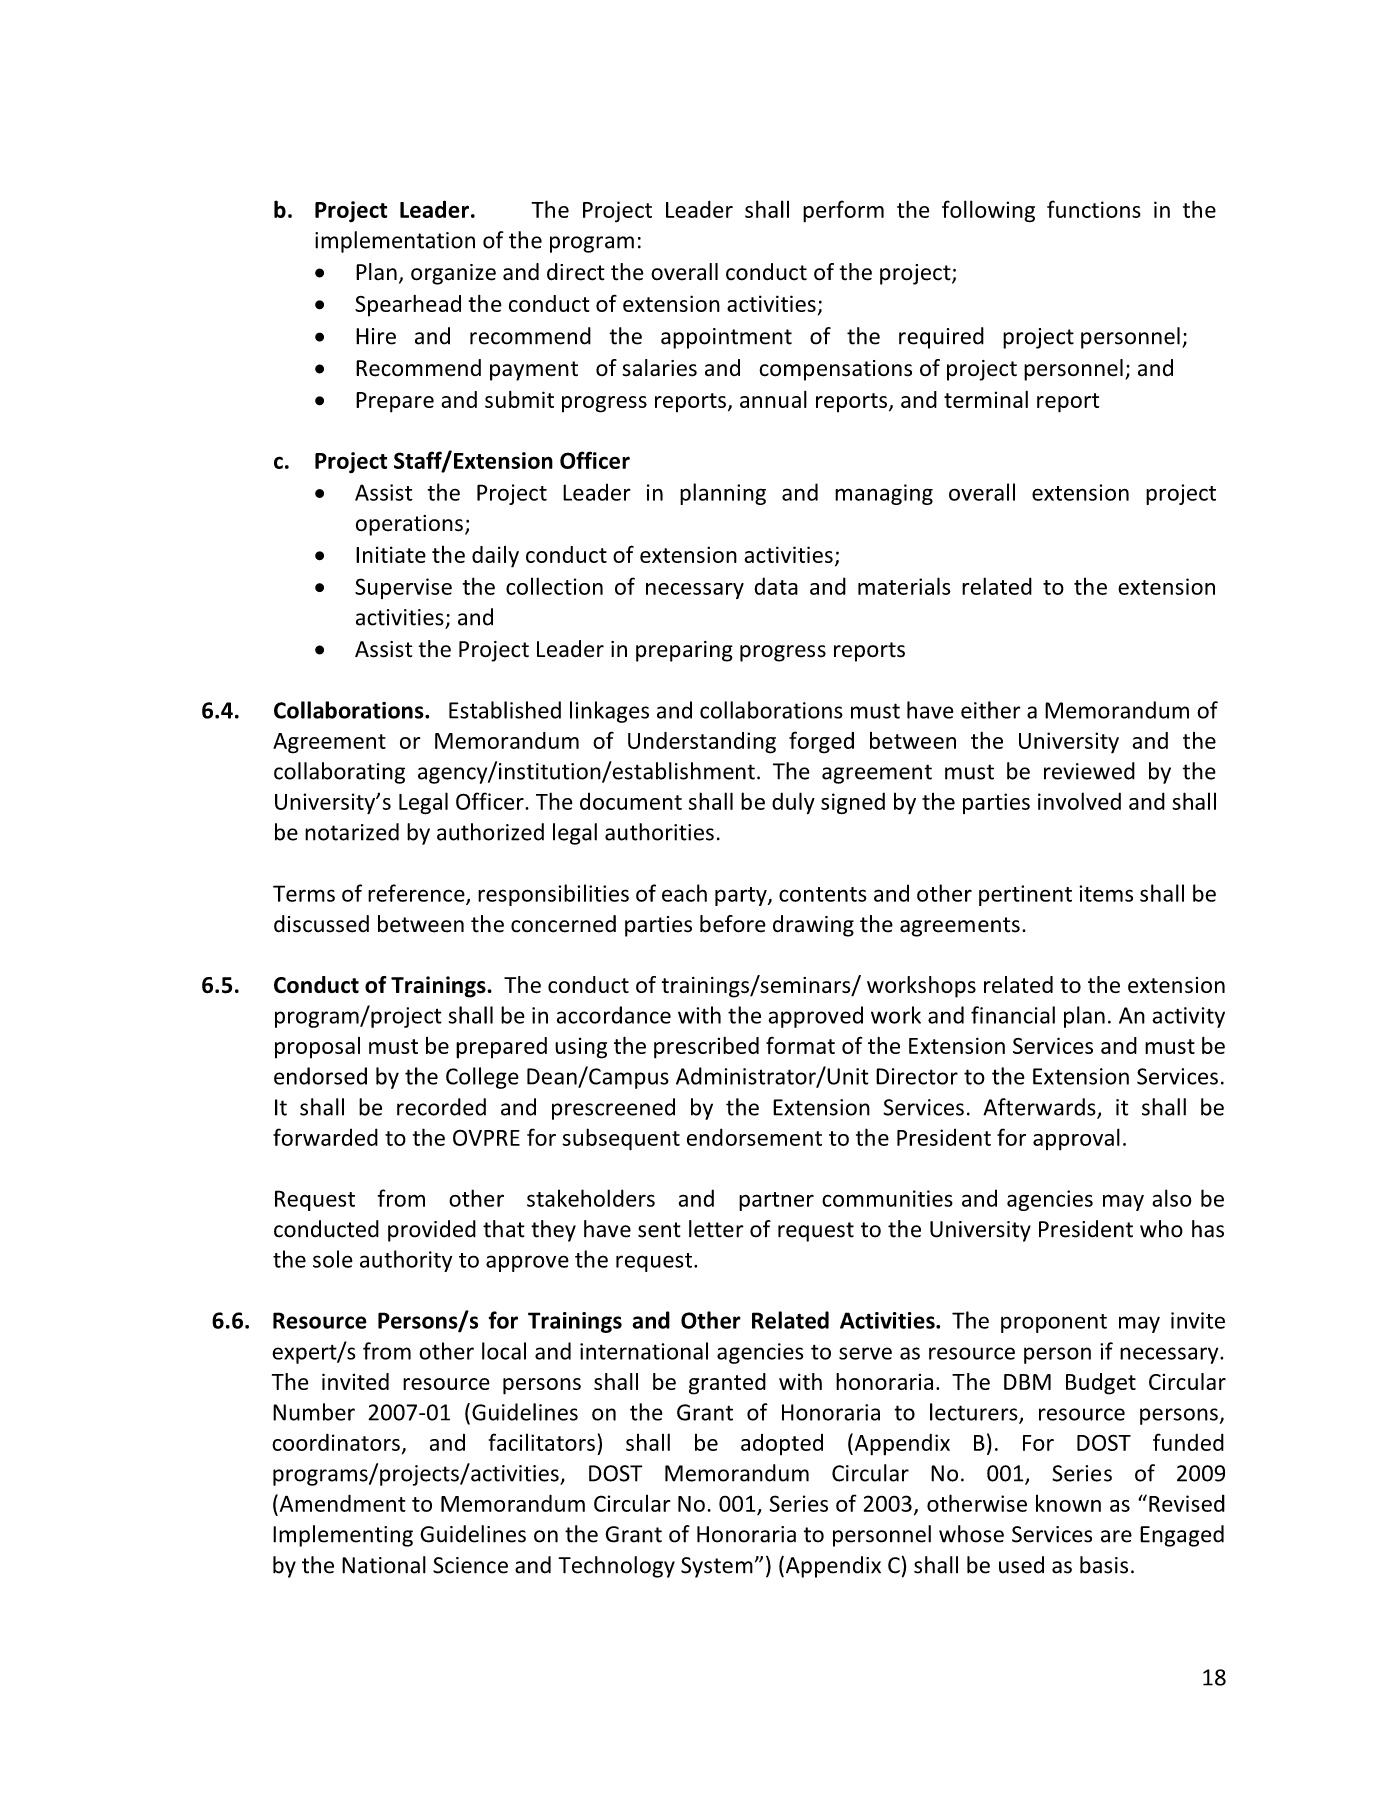 b. Project Leader. The Project Leader shall perform the following functions in the
implementation of the program:
• Plan, organize and direct the overall conduct of the project;
• Spearhead the conduct of extension activities;
• Hire and recommend the appointment of the required project personnel;
• Recommend payment of salaries and compensations of project personnel; and
• Prepare and submit progress reports, annual reports, and terminal report
c. Project Staff/Extension Officer
• Assist the Project Leader in planning and managing overall extension project
operations;
• Initiate the daily conduct of extension activities;
• Supervise the collection of necessary data and materials related to the extension
activities; and
• Assist the Project Leader in preparing progress reports
6.4. Collaborations. Established linkages and collaborations must have either a Memorandum of
Agreement or Memorandum of Understanding forged between the University and the
collaborating agency/institution/establishment. The agreement must be reviewed by the
University’s Legal Officer. The document shall be duly signed by the parties involved and shall
be notarized by authorized legal authorities.
Terms of reference, responsibilities of each party, contents and other pertinent items shall be
discussed between the concerned parties before drawing the agreements.
6.5. Conduct of Trainings. The conduct of trainings/seminars/ workshops related to the extension
program/project shall be in accordance with the approved work and financial plan. An activity
proposal must be prepared using the prescribed format of the Extension Services and must be
endorsed by the College Dean/Campus Administrator/Unit Director to the Extension Services.
It shall be recorded and prescreened by the Extension Services. Afterwards, it shall be
forwarded to the OVPRE for subsequent endorsement to the President for approval.
Request from other stakeholders and partner communities and agencies may also be
conducted provided that they have sent letter of request to the University President who has
the sole authority to approve the request.
6.6. Resource Persons/s for Trainings and Other Related Activities. The proponent may invite
expert/s from other local and international agencies to serve as resource person if necessary.
The invited resource persons shall be granted with honoraria. The DBM Budget Circular
Number 2007-01 (Guidelines on the Grant of Honoraria to lecturers, resource persons,
coordinators, and facilitators) shall be adopted (Appendix B). For DOST funded
programs/projects/activities, DOST Memorandum Circular No. 001, Series of 2009
(Amendment to Memorandum Circular No. 001, Series of 2003, otherwise known as “Revised
Implementing Guidelines on the Grant of Honoraria to personnel whose Services are Engaged
by the National Science and Technology System”) (Appendix C) shall be used as basis.
18